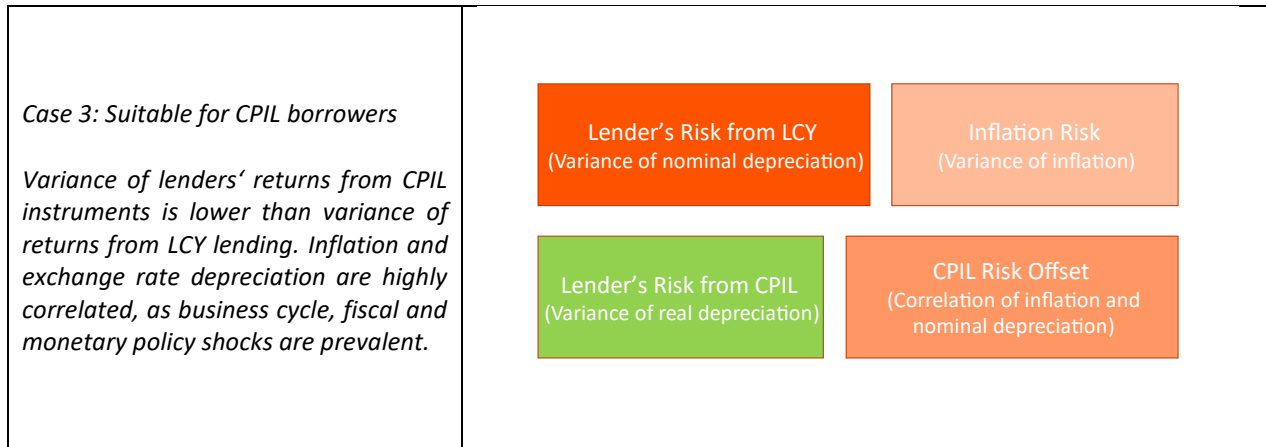 Case 3: Suitable for CPIL borrowers
Variance of lenders‘ returns from CPIL
instruments is lower than variance of
returns from LCY lending. Inflation and
exchange rate depreciation are highly
correlated, as business cycle, fiscal and
monetary policy shocks are prevalent.
Lender’s Risk from LCY
(Variance of nominal depreciation)
Inflation Risk
(Variance of inflation)
Lender’s Risk from CPIL
(Variance of real depreciation)
CPIL Risk Offset
(Correlation of inflation and
nominal depreciation)